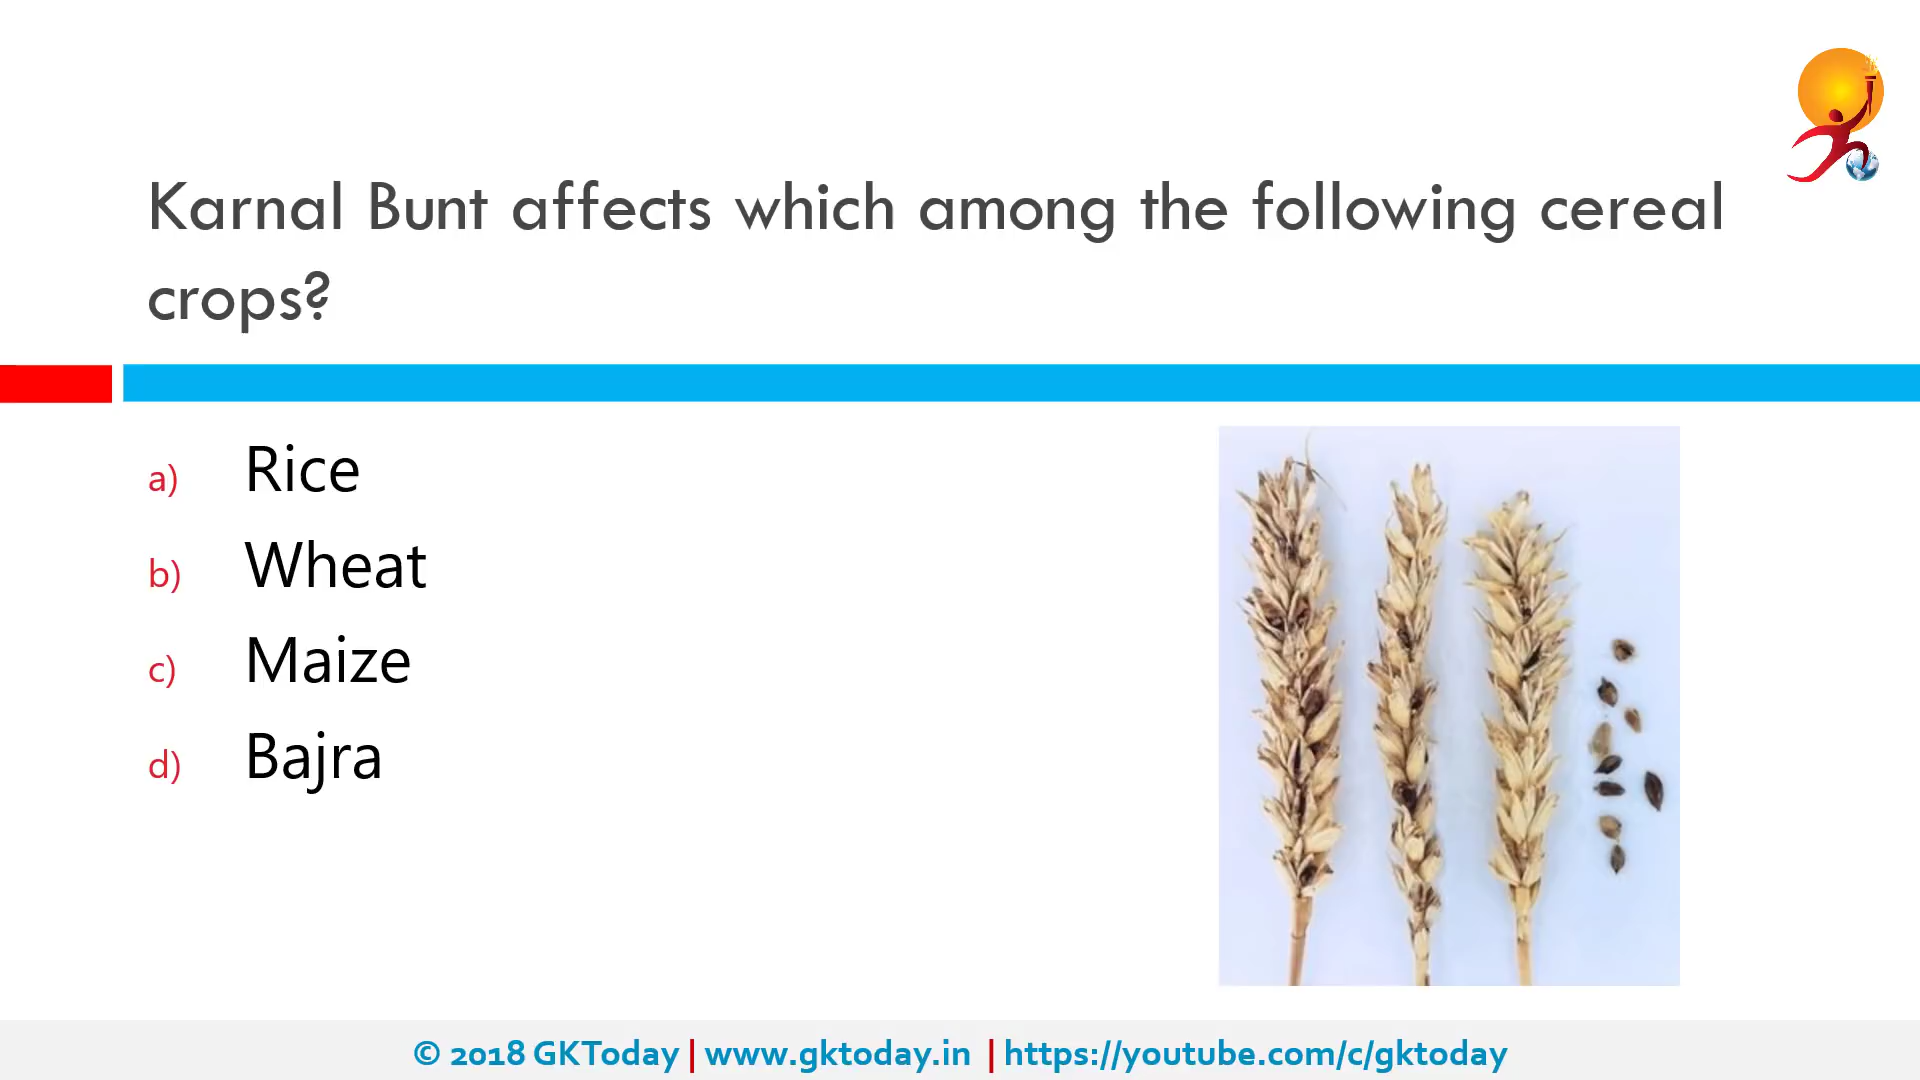 Karnal Bunt affects which among the following cereal
crops?
a) Rice
b) Wheat
c) Maize
d) Bajra
© 2018 GKToday | www.gktoday.in | https://youtube.com/c/gktoday